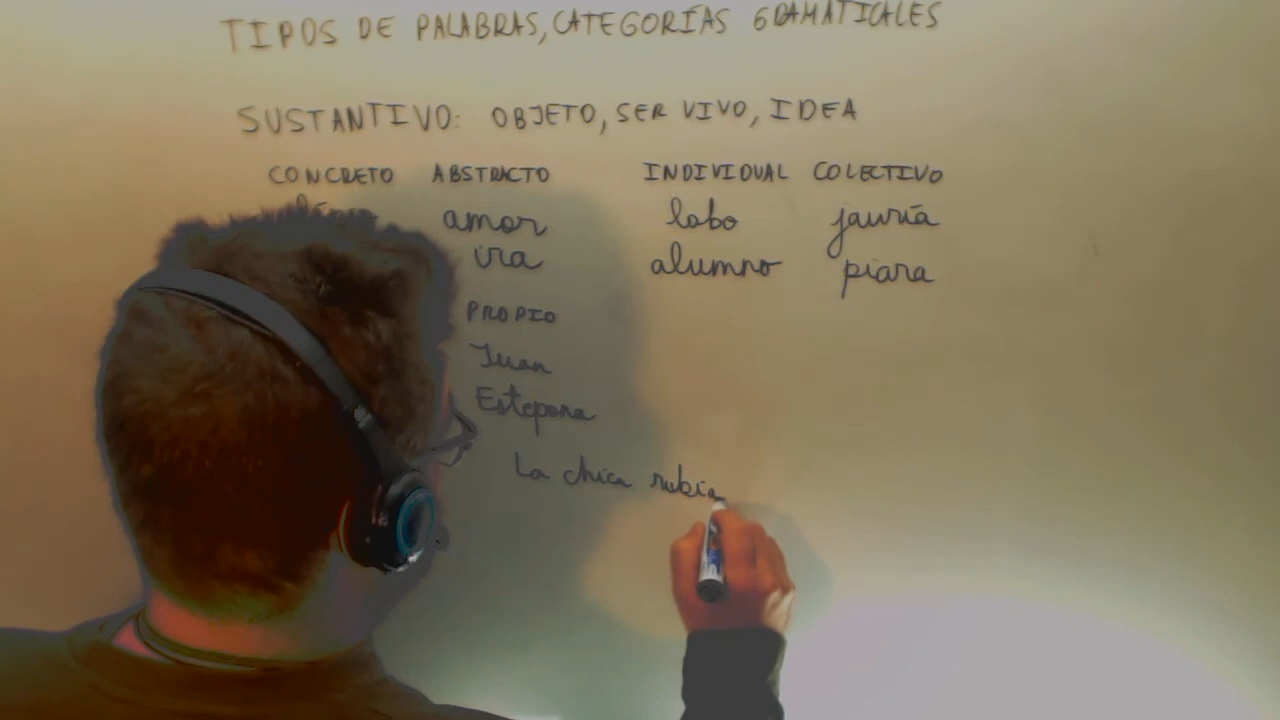 TIPOS DE PALABRAS, CATEGORÍAS GRAMATICALES
SUSTANTIVO: OBJETO, SER VIVO, IDEA
CONCRETO ABSTRACTO INDIVIDUAL COLECTIVO
amor lobo jauría
ira alumno piara
PROPIO
Juan
Estepona
La chica rubia